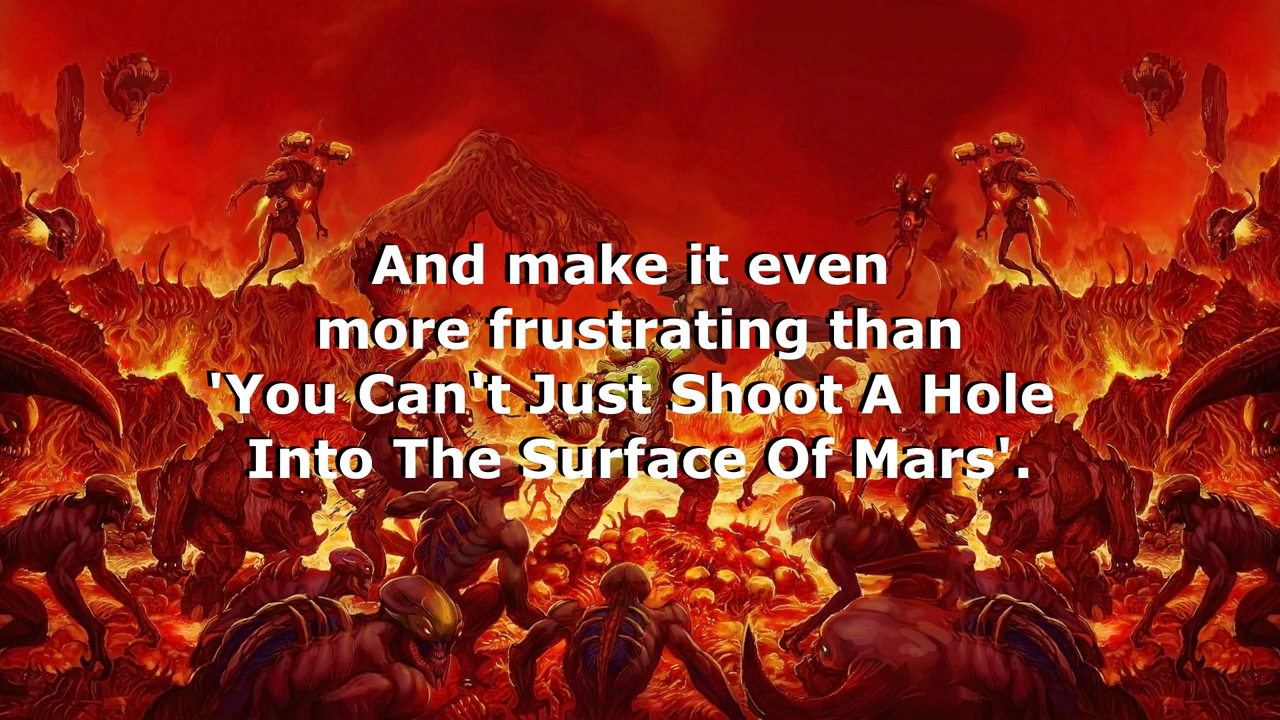 And make it even
more frustrating than
'You Can't Just Shoot A Hole
Into The Surface Of Mars'.